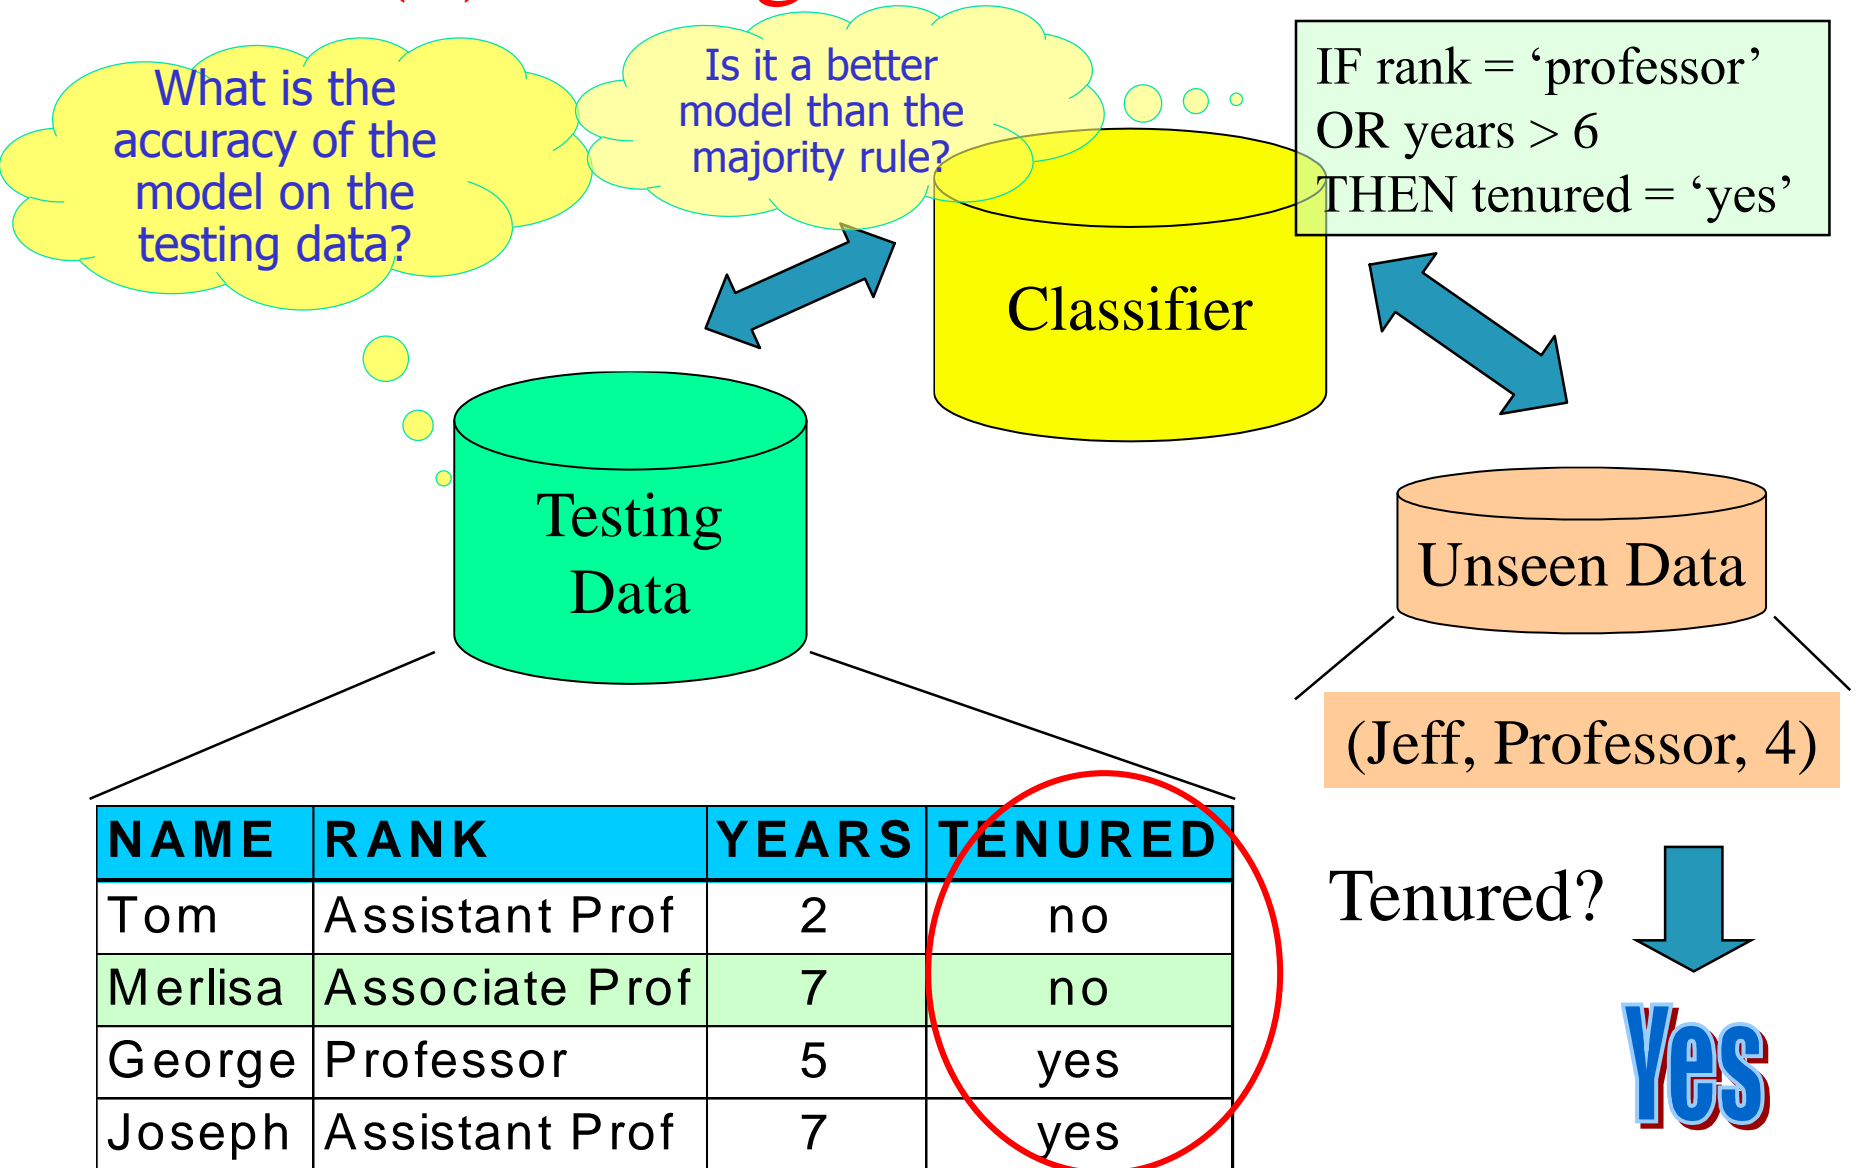 What is the
accuracy of the
model on the
testing data?
Is it a better
model than the
majority rule?
IF rank = ‘professor’
OR years > 6
THEN tenured = ‘yes’
Classifier
Testing
Data
Unseen Data
(Jeff, Professor, 4)
NAME RANK YEARS TENURED
Tom Assistant Prof 2 no
Merlisa Associate Prof 7 no
George Professor 5 yes
Joseph Assistant Prof 7 yes
Tenured?
Yes